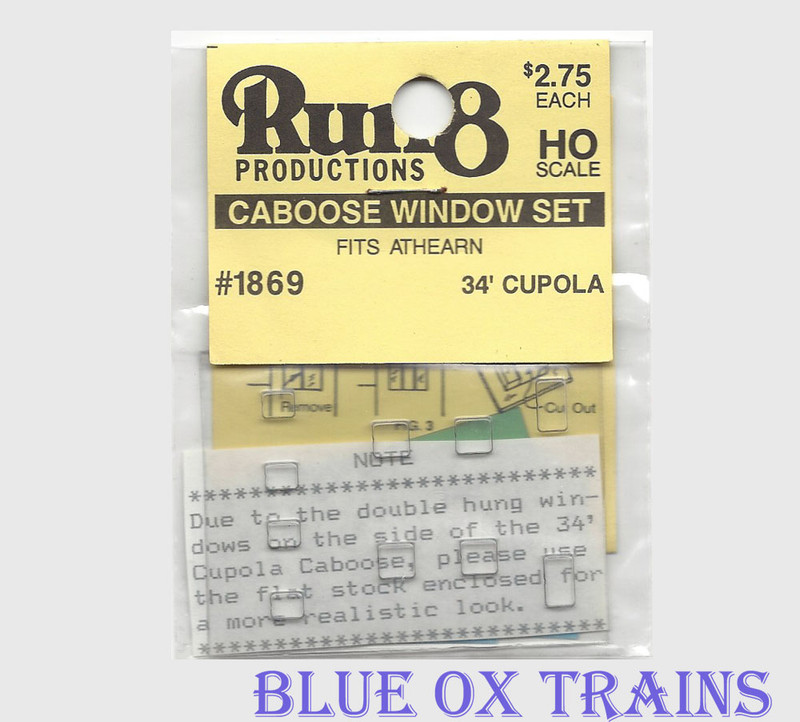 Run 8
PRODUCTIONS
$2.75
EACH
HO
SCALE
CABOOSE WINDOW SET
FITS ATHEARN
#1869
34' CUPOLA
Remove
FIG. 3
Cut Out
NOTE
******************************
Due to the double hung win-
dows on the side of the 34'
Cupola Caboose, please use
the flat stock enclosed for
a more realistic look.
******************************
BLUE OX TRAINS